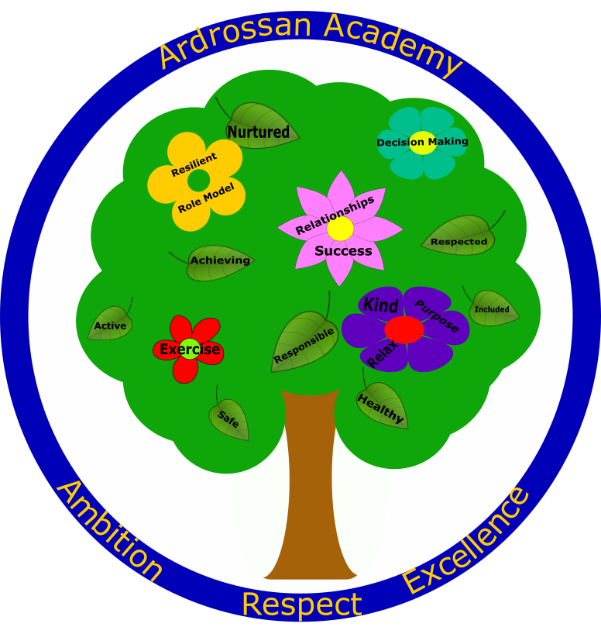 Ardrossan Academy
Nurtured
Decision Making
Resilient
Role Model
Relationships
Success
Respected
Achieving
Kind
Purpose
Relax
Included
Active
Exercise
Responsible
Safe
Healthy
Ambition
Respect
Excellence